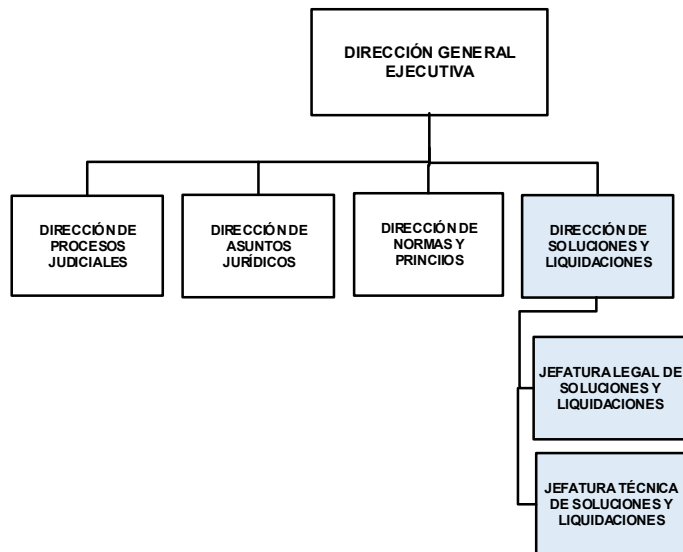 DIRECCIÓN GENERAL
EJECUTIVA
DIRECCIÓN DE
PROCESOS
JUDICIALES
DIRECCIÓN DE
ASUNTOS
JURÍDICOS
DIRECCIÓN DE
NORMAS Y
PRINCIIOS
DIRECCIÓN DE
SOLUCIONES Y
LIQUIDACIONES
JEFATURA LEGAL DE
SOLUCIONES Y
LIQUIDACIONES
JEFATURA TÉCNICA
DE SOLUCIONES Y
LIQUIDACIONES